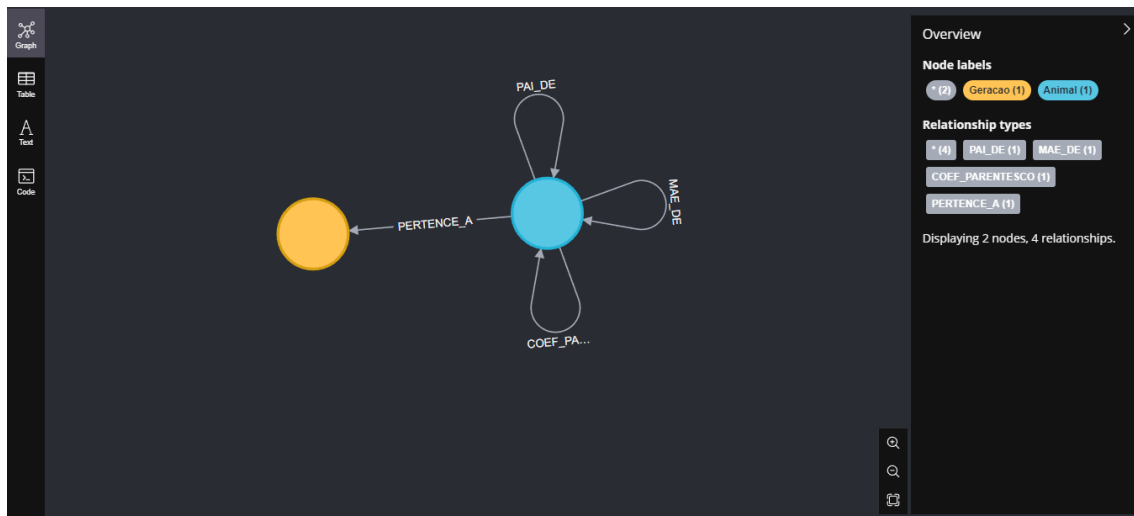 Graph
Table
A
Text
Code
PAI_DE
MAE_DE
PERTENCE_A
COEF_PA...
Overview
Node labels
* (2) Geracao (1) Animal (1)
Relationship types
* (4) PAI_DE (1) MAE_DE (1)
COEF_PARENTESCO (1)
PERTENCE_A (1)
Displaying 2 nodes, 4 relationships.